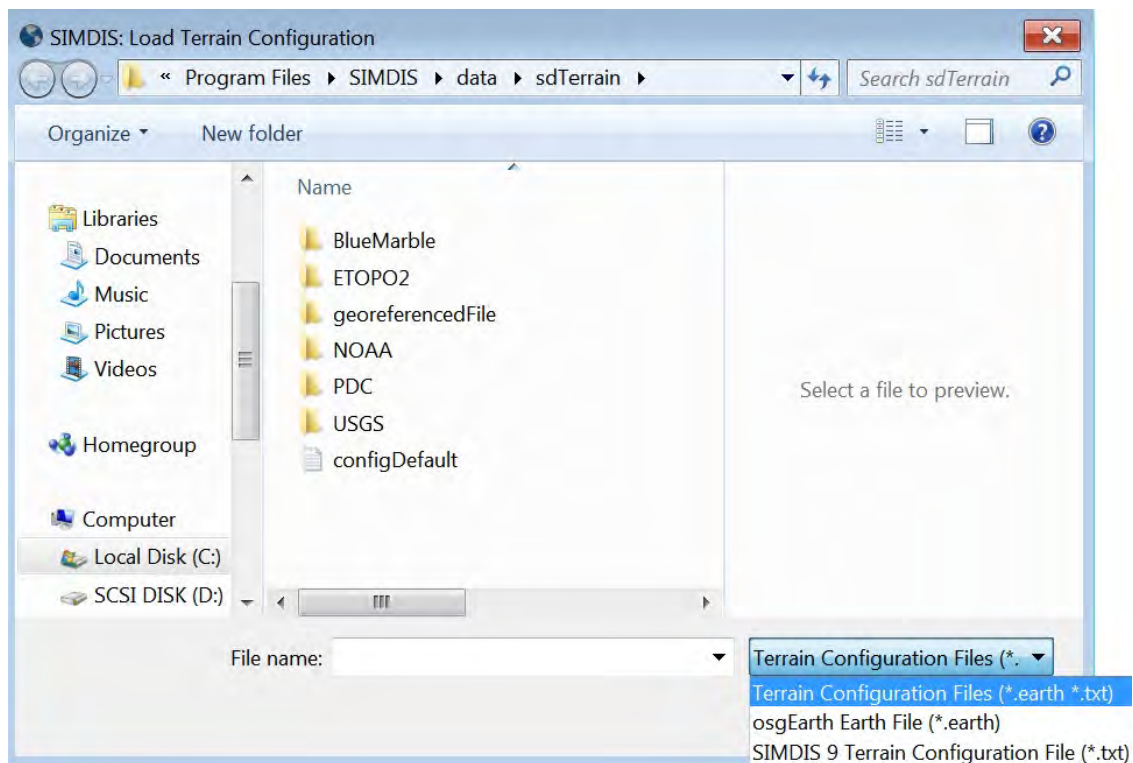 SIMDIS: Load Terrain Configuration
« Program Files ▸ SIMDIS ▸ data ▸ sdTerrain ▸
Search sdTerrain
Organize
New folder
Name
Libraries
Documents
Music
Pictures
Videos
Homegroup
Computer
Local Disk (C:)
SCSI DISK (D:)
BlueMarble
ETOPO2
georeferencedFile
NOAA
PDC
USGS
configDefault
Select a file to preview.
File name:
Terrain Configuration Files (*.
Terrain Configuration Files (*.earth *.txt)
osgEarth Earth File (*.earth)
SIMDIS 9 Terrain Configuration File (*.txt)